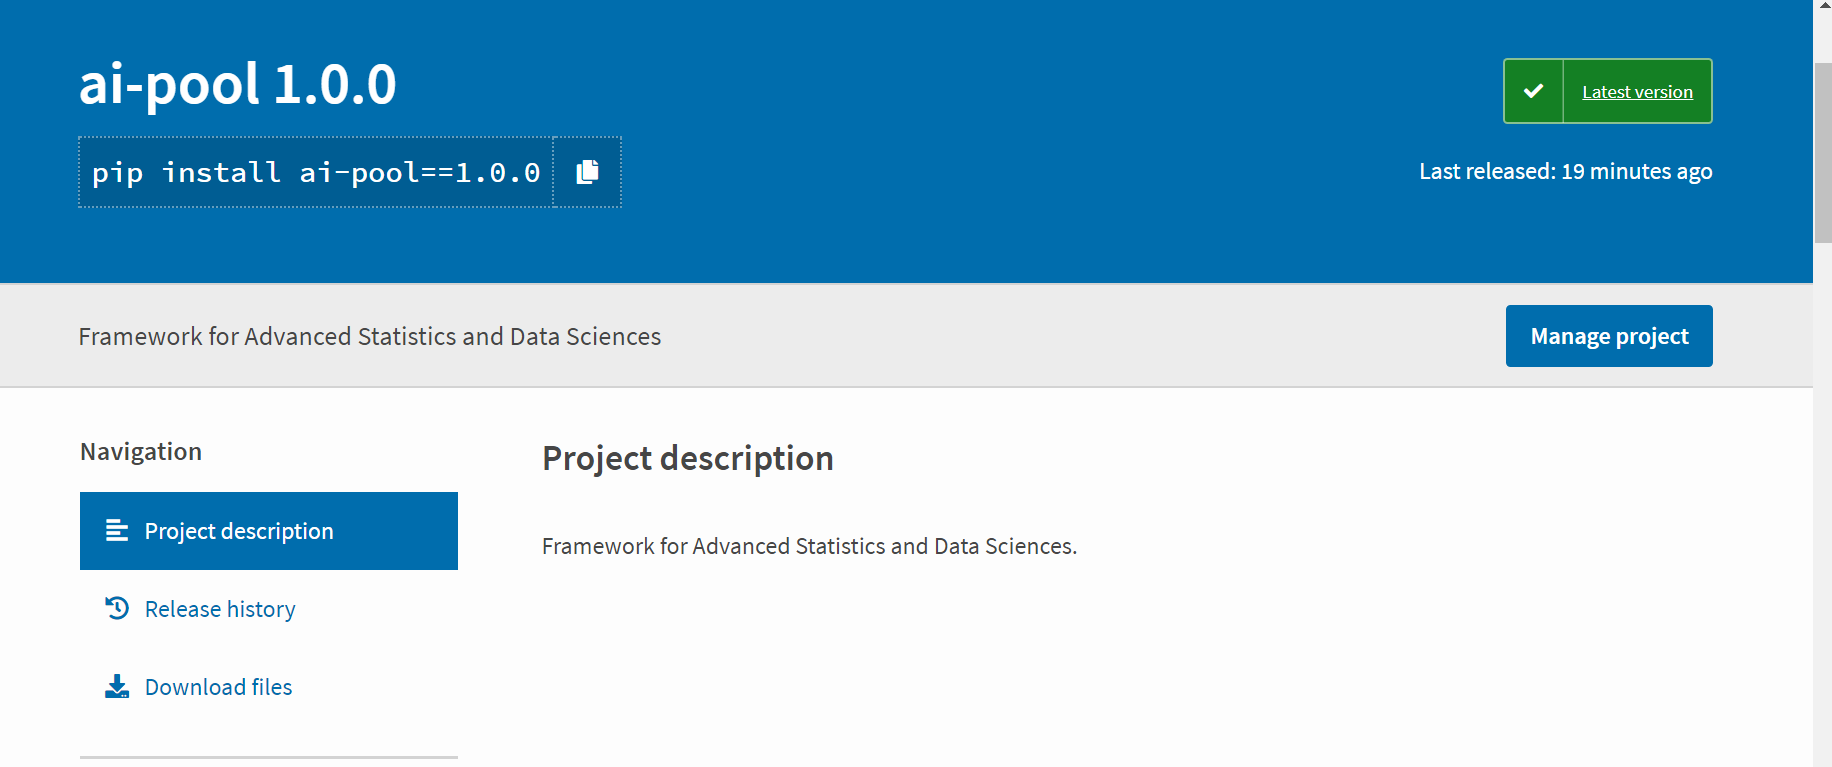 ai-pool 1.0.0
pip install ai-pool==1.0.0
Latest version
Last released: 19 minutes ago
Framework for Advanced Statistics and Data Sciences
Manage project
Navigation
Project description
Release history
Download files
Project description
Framework for Advanced Statistics and Data Sciences.